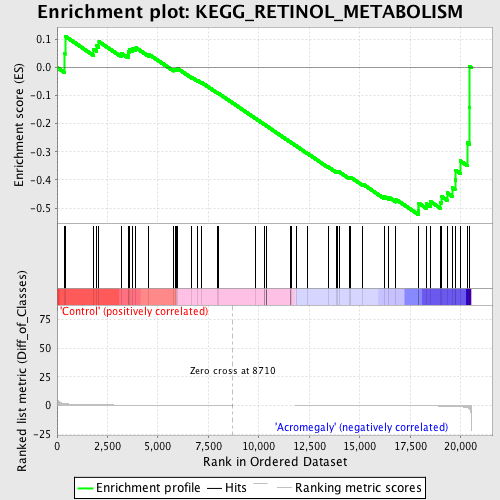 Enrichment plot: KEGG_RETINOL_METABOLISM
Enrichment score (ES)
0.1
0.0
-0.1
-0.2
-0.3
-0.4
-0.5
'Control' (positively correlated)
Ranked list metric (Diff_of_Classes)
75
50
25
0
-25
Zero cross at 8710
'Acromegaly' (negatively correlated)
0
2,500
5,000
7,500
10,000
12,500
15,000
17,500
20,000
Rank in Ordered Dataset
Enrichment profile
Hits
Ranking metric scores